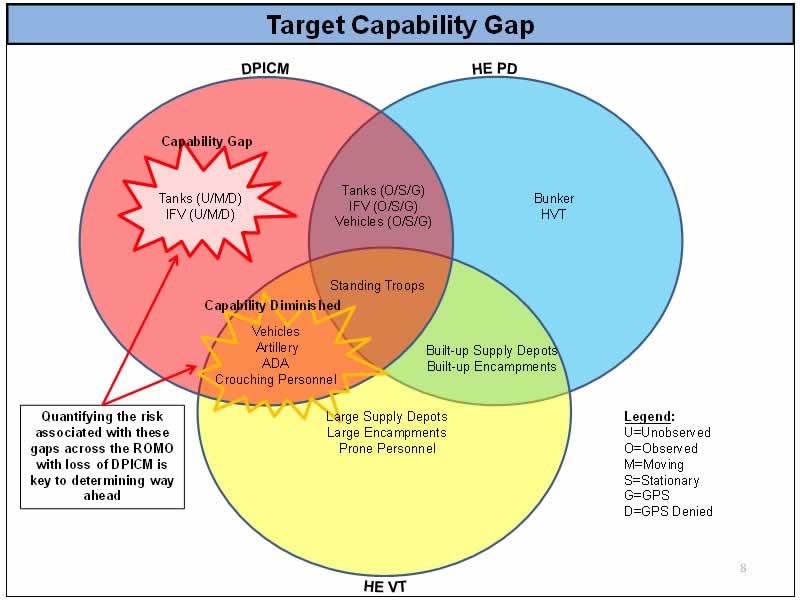 Target Capability Gap
DPICM
HE PD
Capability Gap
Tanks (U/M/D)
IFV (U/M/D)
Tanks (O/S/G)
IFV (O/S/G)
Vehicles (O/S/G)
Bunker
HVT
Standing Troops
Capability Diminished
Vehicles
Artillery
ADA
Crouching Personnel
Built-up Supply Depots
Built-up Encampments
Large Supply Depots
Large Encampments
Prone Personnel
Quantifying the risk
associated with these
gaps across the ROMO
with loss of DPICM is
key to determining way
ahead
Legend:
U=Unobserved
O=Observed
M=Moving
S=Stationary
G=GPS
D=GPS Denied
8
HE VT